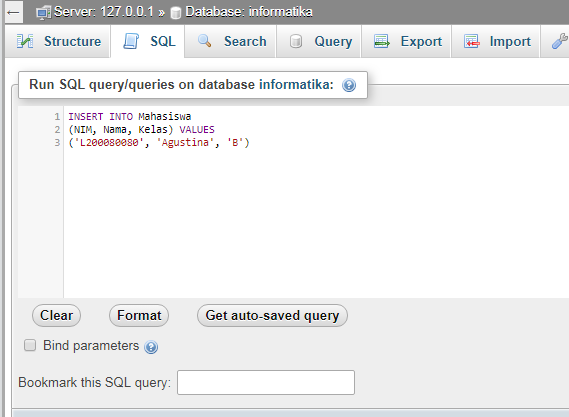 Server: 127.0.0.1 » Database: informatika
Structure SQL Search Query Export Import
Run SQL query/queries on database informatika:
1 INSERT INTO Mahasiswa
2 (NIM, Nama, Kelas) VALUES
3 ('L200080080', 'Agustina', 'B')
Clear Format Get auto-saved query
Bind parameters
Bookmark this SQL query: